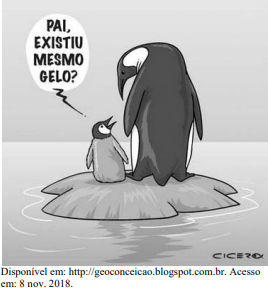 PAI,
EXISTIU
MESMO
GELO?
CICERO
Disponível em: http://geoconceicao.blogspot.com.br. Acesso
em: 8 nov. 2018.